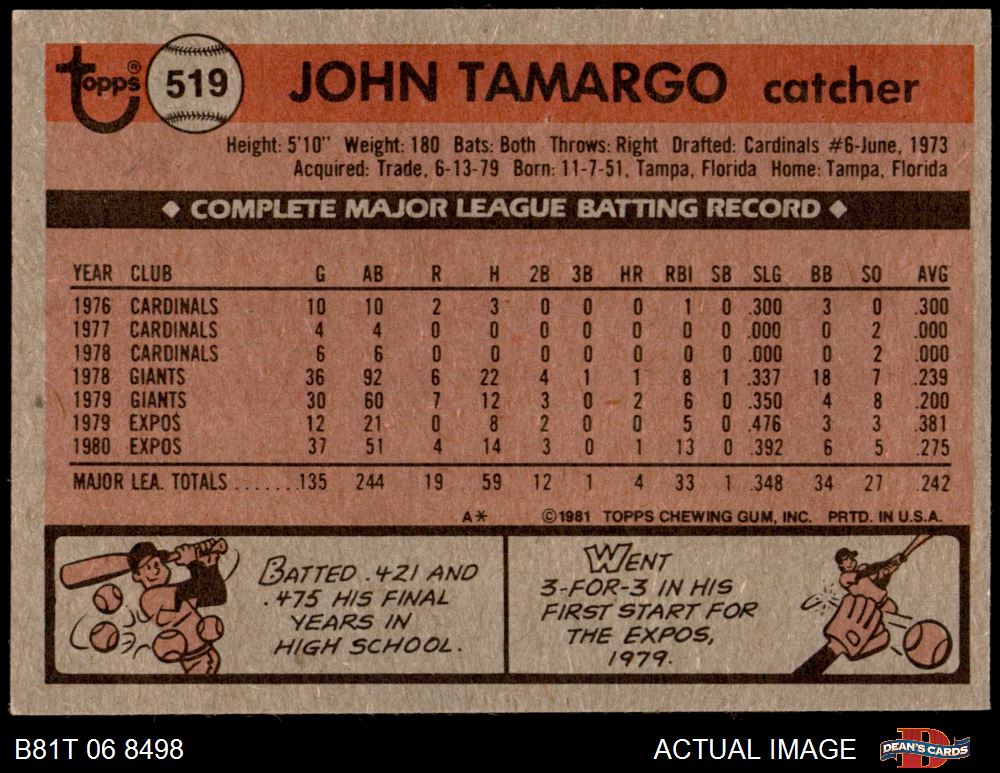 Topps® 519 JOHN TAMARGO catcher
Height: 5'10" Weight: 180 Bats: Both Throws: Right Drafted: Cardinals #6-June, 1973
Acquired: Trade, 6-13-79 Born: 11-7-51, Tampa, Florida Home: Tampa, Florida
◆ COMPLETE MAJOR LEAGUE BATTING RECORD ◆
YEAR CLUB G AB R H 2B 3B HR RBI SB SLG BB SO AVG
1976 CARDINALS 10 10 2 3 0 0 0 1 0 .300 3 0 .300
1977 CARDINALS 4 4 0 0 0 0 0 0 0 .000 0 2 .000
1978 CARDINALS 6 6 0 0 0 0 0 0 0 .000 0 2 .000
1978 GIANTS 36 92 6 22 4 1 1 8 1 .337 18 7 .239
1979 GIANTS 30 60 7 12 3 0 2 6 0 .350 4 8 .200
1979 EXPOS 12 21 0 8 2 0 0 5 0 .476 3 3 .381
1980 EXPOS 37 51 4 14 3 0 1 13 0 .392 6 5 .275
MAJOR LEA. TOTALS.......135 244 19 59 12 1 4 33 1 .348 34 27 .242
A* ©1981 TOPPS CHEWING GUM, INC. PRTD. IN U.S.A.
BATTED .421 AND
.475 HIS FINAL
YEARS IN
HIGH SCHOOL.
WENT
3-FOR-3 IN HIS
FIRST START FOR
THE EXPOS,
1979.
B81T 06 8498 ACTUAL IMAGE DEAN'S CARDS